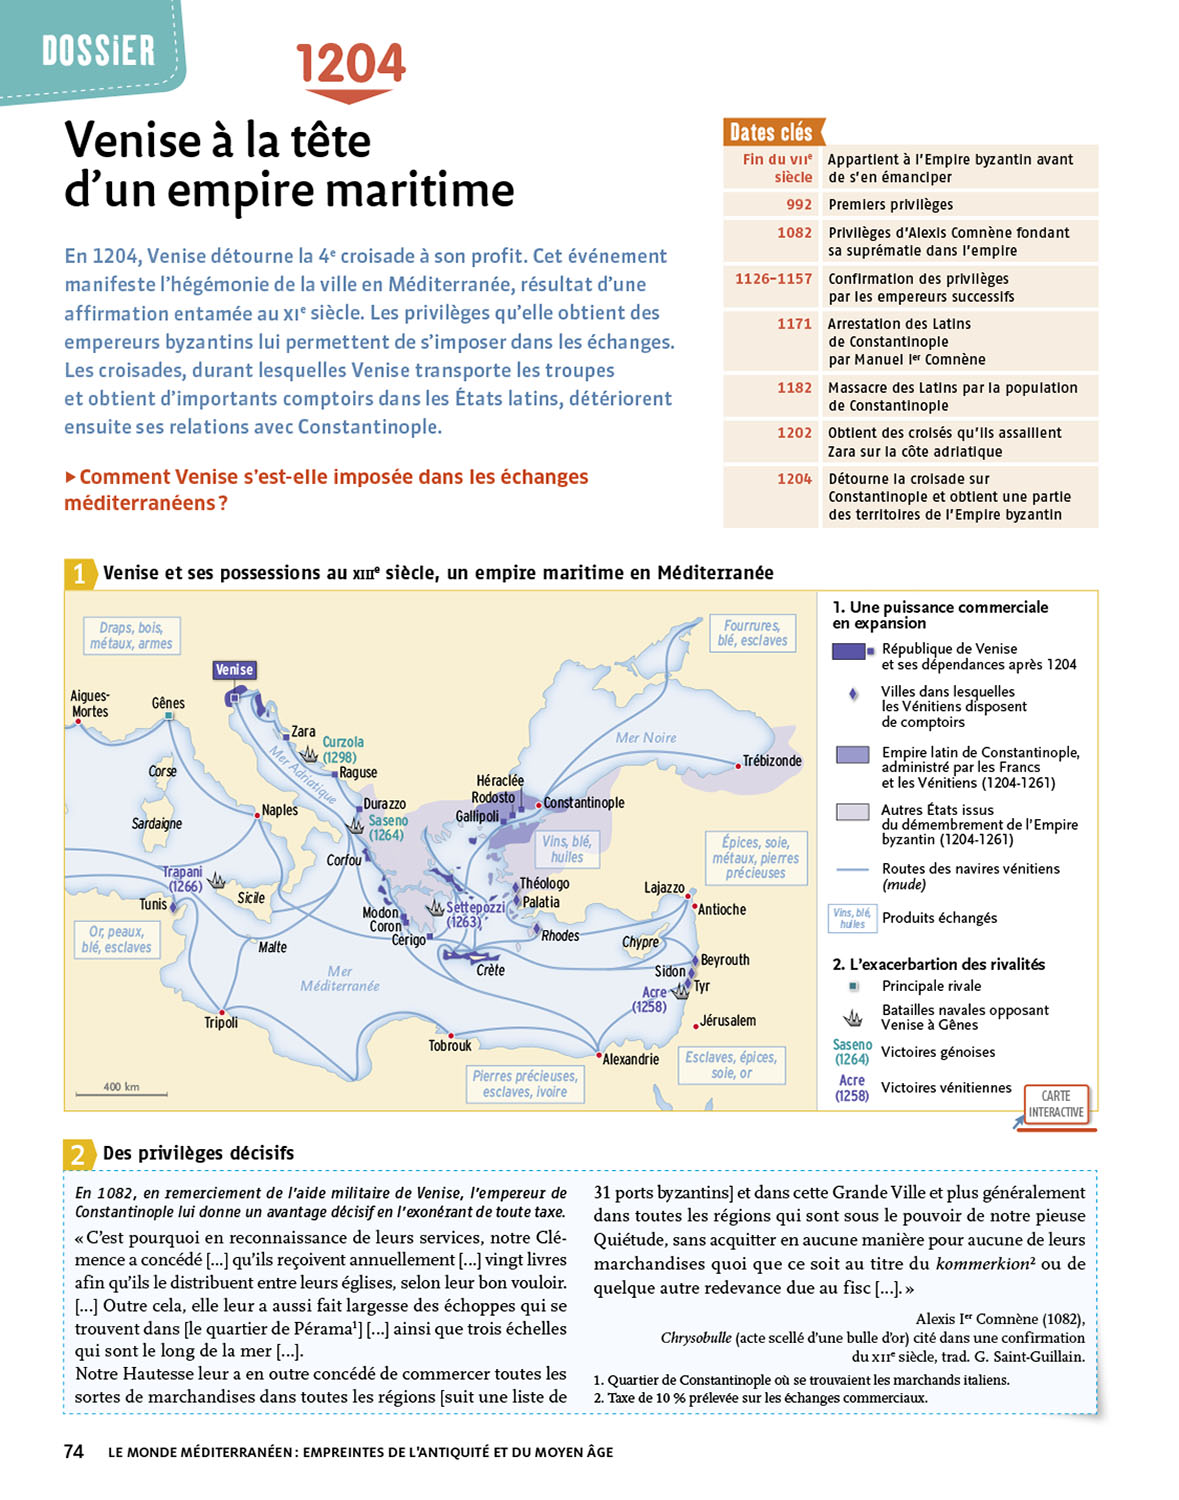 DOSSiER
1204
Venise à la tête
d'un empire maritime
En 1204, Venise détourne la 4e croisade à son profit. Cet événement
manifeste l'hégémonie de la ville en Méditerranée, résultat d'une
affirmation entamée au XIe siècle. Les privilèges qu'elle obtient des
empereurs byzantins lui permettent de s'imposer dans les échanges.
Les croisades, durant lesquelles Venise transporte les troupes
et obtient d'importants comptoirs dans les États latins, détériorent
ensuite ses relations avec Constantinople.
▶ Comment Venise s'est-elle imposée dans les échanges
méditerranéens ?
Dates clés
Fin du VIIe siècle
Appartient à l'Empire byzantin avant
de s'en émanciper
992 Premiers privilèges
1082 Privilèges d'Alexis Comnène fondant
sa suprématie dans l'empire
1126-1157 Confirmation des privilèges
par les empereurs successifs
1171 Arrestation des Latins
de Constantinople
par Manuel Ier Comnène
1182 Massacre des Latins par la population
de Constantinople
1202 Obtient des croisés qu'ils assaillent
Zara sur la côte adriatique
1204 Détourne la croisade sur
Constantinople et obtient une partie
des territoires de l'Empire byzantin
1 Venise et ses possessions au XIIIe siècle, un empire maritime en Méditerranée
Draps, bois,
métaux, armes
Fourrures,
blé, esclaves
Venise
Aigues-
Mortes
Gênes
Zara
Curzola
(1298)
Mer Adriatique
Raguse
Mer Noire
Trébizonde
Corse
Héraclée
Rodosto
Gallipoli
Constantinople
Naples
Durazzo
Saseno
(1264)
Sardaigne
Vins, blé,
huiles
Épices, soie,
métaux, pierres
précieuses
Corfou
Trapani
(1266)
Sicile
Tunis
Théologo
Palatia
Lajazzo
Antioche
Modon
Coron
Settepozzi
(1263)
Cerigo
Rhodes
Chypre
Or, peaux,
blé, esclaves
Malte
Mer
Méditerranée
Crète
Beyrouth
Sidon
Tyr
Acre
(1258)
Tripoli
Jérusalem
Tobrouk
Alexandrie
Pierres précieuses,
esclaves, ivoire
Esclaves, épices,
soie, or
400 km
1. Une puissance commerciale
en expansion
République de Venise
et ses dépendances après 1204
Villes dans lesquelles
les Vénitiens disposent
de comptoirs
Empire latin de Constantinople,
administré par les Francs
et les Vénitiens (1204-1261)
Autres États issus
du démembrement de l'Empire
byzantin (1204-1261)
Routes des navires vénitiens
(mude)
Vins, blé,
huiles
Produits échangés
2. L'exacerbartion des rivalités
Principale rivale
Batailles navales opposant
Venise à Gênes
Saseno
(1264)
Victoires génoises
Acre
(1258)
Victoires vénitiennes
CARTE
INTERACTIVE
2 Des privilèges décisifs
En 1082, en remerciement de l'aide militaire de Venise, l'empereur de
Constantinople lui donne un avantage décisif en l'exonérant de toute taxe.
« C'est pourquoi en reconnaissance de leurs services, notre Clé-
mence a concédé [...] qu'ils reçoivent annuellement [...] vingt livres
afin qu'ils le distribuent entre leurs églises, selon leur bon vouloir.
[...] Outre cela, elle leur a aussi fait largesse des échoppes qui se
trouvent dans [le quartier de Pérama1] [...] ainsi que trois échelles
qui sont le long de la mer [...].
Notre Hautesse leur a en outre concédé de commercer toutes les
sortes de marchandises dans toutes les régions [suit une liste de
31 ports byzantins] et dans cette Grande Ville et plus généralement
dans toutes les régions qui sont sous le pouvoir de notre pieuse
Quiétude, sans acquitter en aucune manière pour aucune de leurs
marchandises quoi que ce soit au titre du kommerkion2 ou de
quelque autre redevance due au fisc [...]. »
Alexis Ier Comnène (1082),
Chrysobulle (acte scellé d'une bulle d'or) cité dans une confirmation
du XIIe siècle, trad. G. Saint-Guillain.
1. Quartier de Constantinople où se trouvaient les marchands italiens.
2. Taxe de 10 % prélevée sur les échanges commerciaux.
74 LE MONDE MÉDITERRANÉEN : EMPREINTES DE L'ANTIQUITÉ ET DU MOYEN ÂGE